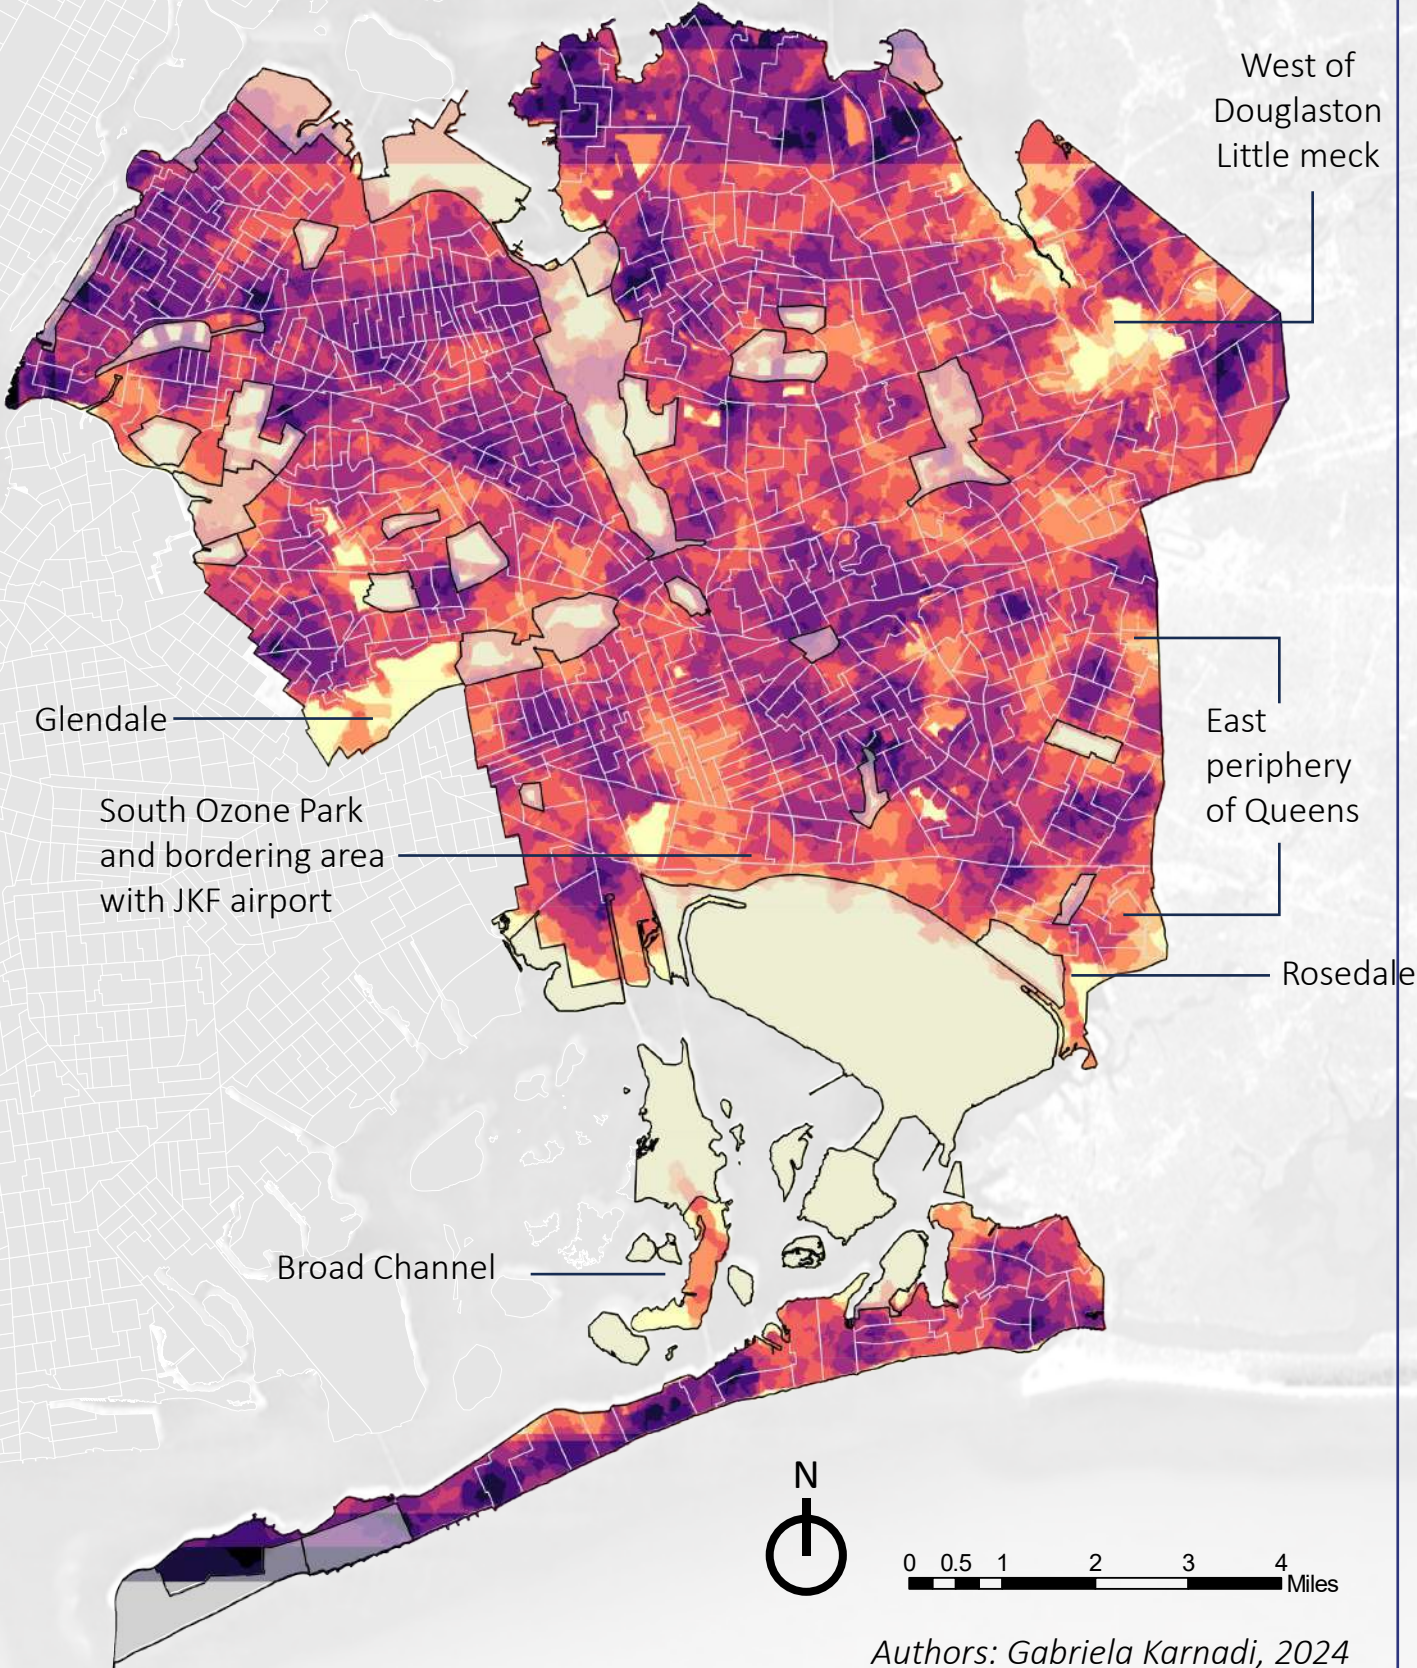 West of
Douglaston
Little meck
Glendale
East
periphery
of Queens
South Ozone Park
and bordering area
with JKF airport
Rosedale
Broad Channel
N
0 0.5 1 2 3 4
Miles
Authors: Gabriela Karnadi, 2024